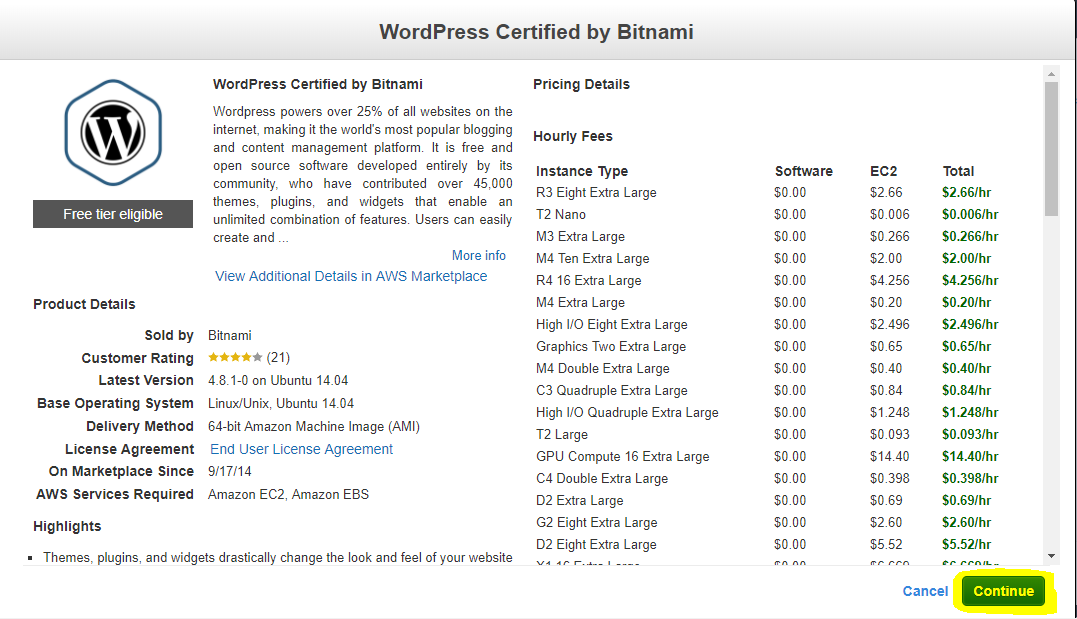 WordPress Certified by Bitnami
WordPress Certified by Bitnami
Wordpress powers over 25% of all websites on the
internet, making it the world's most popular blogging
and content management platform. It is free and
open source software developed entirely by its
community, who have contributed over 45,000
themes, plugins, and widgets that enable an
unlimited combination of features. Users can easily
create and ...
More info
View Additional Details in AWS Marketplace
Free tier eligible
Product Details
Sold by Bitnami
Customer Rating (21)
Latest Version 4.8.1-0 on Ubuntu 14.04
Base Operating System Linux/Unix, Ubuntu 14.04
Delivery Method 64-bit Amazon Machine Image (AMI)
License Agreement End User License Agreement
On Marketplace Since 9/17/14
AWS Services Required Amazon EC2, Amazon EBS
Highlights
Themes, plugins, and widgets drastically change the look and feel of your website
Pricing Details
Hourly Fees
Instance Type Software EC2 Total
R3 Eight Extra Large $0.00 $2.66 $2.66/hr
T2 Nano $0.00 $0.006 $0.006/hr
M3 Extra Large $0.00 $0.266 $0.266/hr
M4 Ten Extra Large $0.00 $2.00 $2.00/hr
R4 16 Extra Large $0.00 $4.256 $4.256/hr
M4 Extra Large $0.00 $0.20 $0.20/hr
High I/O Eight Extra Large $0.00 $2.496 $2.496/hr
Graphics Two Extra Large $0.00 $0.65 $0.65/hr
M4 Double Extra Large $0.00 $0.40 $0.40/hr
C3 Quadruple Extra Large $0.00 $0.84 $0.84/hr
High I/O Quadruple Extra Large $0.00 $1.248 $1.248/hr
T2 Large $0.00 $0.093 $0.093/hr
GPU Compute 16 Extra Large $0.00 $14.40 $14.40/hr
C4 Double Extra Large $0.00 $0.398 $0.398/hr
D2 Extra Large $0.00 $0.69 $0.69/hr
G2 Eight Extra Large $0.00 $2.60 $2.60/hr
D2 Eight Extra Large $0.00 $5.52 $5.52/hr
Cancel Continue